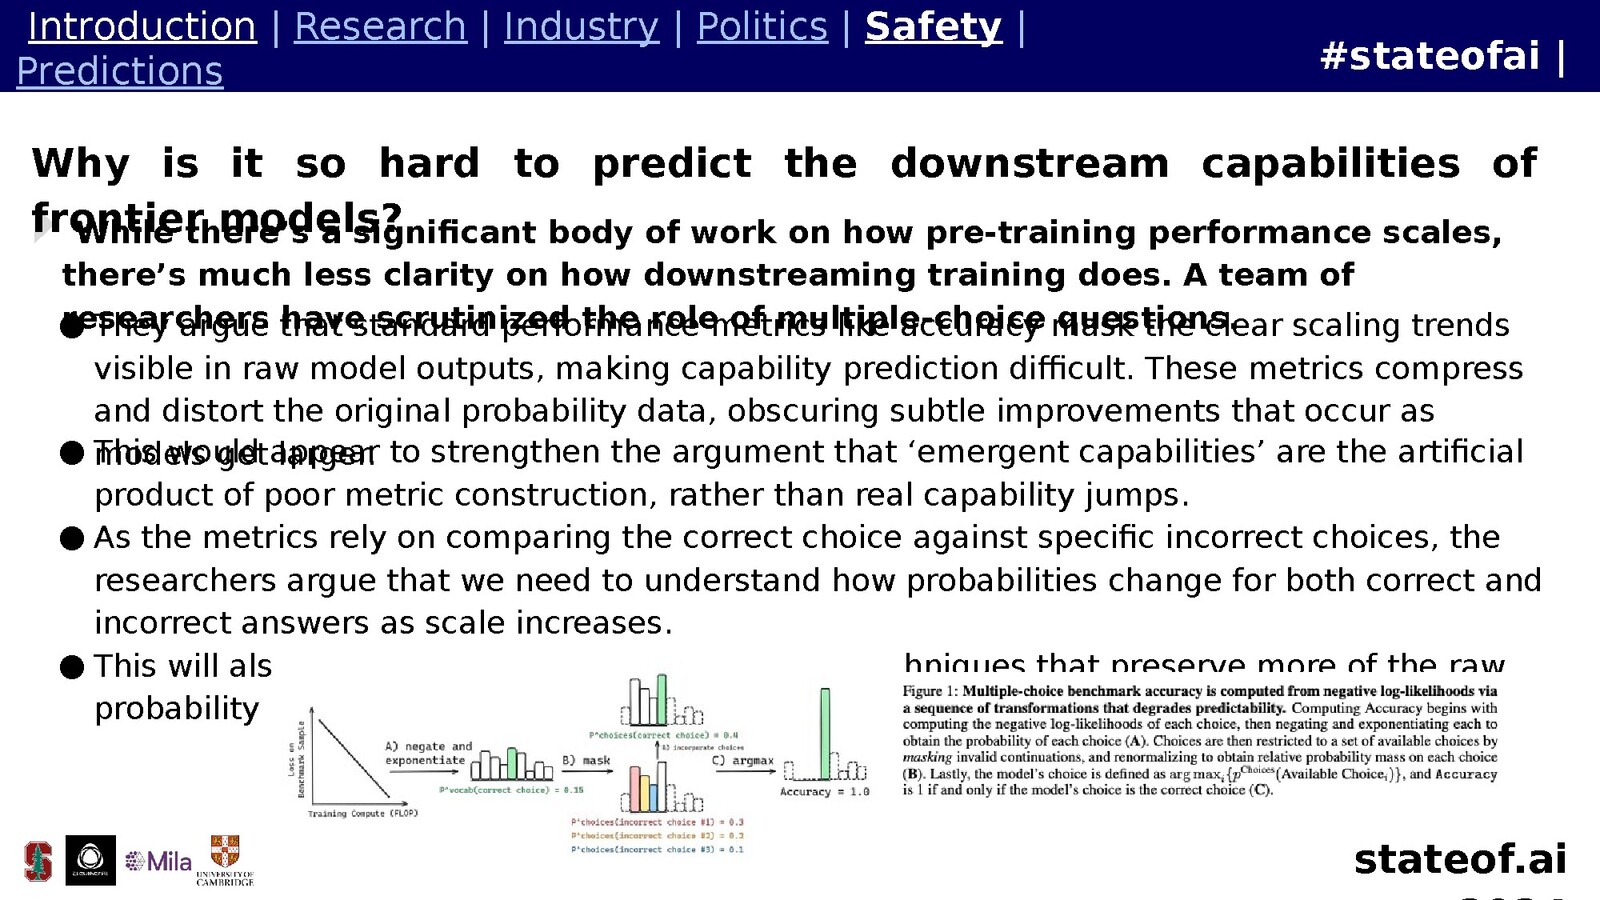 Introduction | Research | Industry | Politics | Safety |
Predictions
#stateofai |
Why is it so hard to predict the downstream capabilities of
frontier models?
While there’s a significant body of work on how pre-training performance scales,
there’s much less clarity on how downstreaming training does. A team of
researchers have scrutinized the role of multiple-choice questions.
● They argue that standard performance metrics like accuracy mask the clear scaling trends
visible in raw model outputs, making capability prediction difficult. These metrics compress
and distort the original probability data, obscuring subtle improvements that occur as
models get larger.
● This would appear to strengthen the argument that ‘emergent capabilities’ are the artificial
product of poor metric construction, rather than real capability jumps.
● As the metrics rely on comparing the correct choice against specific incorrect choices, the
researchers argue that we need to understand how probabilities change for both correct and
incorrect answers as scale increases.
● This will als hniques that preserve more of the raw
probability
Loss on
Benchmark Sample
Training Compute (FLOP)
A) negate and
exponentiate
P^vocab(correct choice) = 0.15
B) mask
P^choices(correct choice) = 0.4
B) incorporate choices
P^choices(incorrect choice #1) = 0.3
P^choices(incorrect choice #2) = 0.2
P^choices(incorrect choice #3) = 0.1
C) argmax
Accuracy = 1.0
Figure 1: Multiple-choice benchmark accuracy is computed from negative log-likelihoods via
a sequence of transformations that degrades predictability. Computing Accuracy begins with
computing the negative log-likelihoods of each choice, then negating and exponentiating each to
obtain the probability of each choice (A). Choices are then restricted to a set of available choices by
masking invalid continuations, and renormalizing to obtain relative probability mass on each choice
(B). Lastly, the model’s choice is defined as arg maxᵢ{p^Choices(Available Choiceᵢ)}, and Accuracy
is 1 if and only if the model’s choice is the correct choice (C).
Mila
UNIVERSITY OF
CAMBRIDGE
stateof.ai